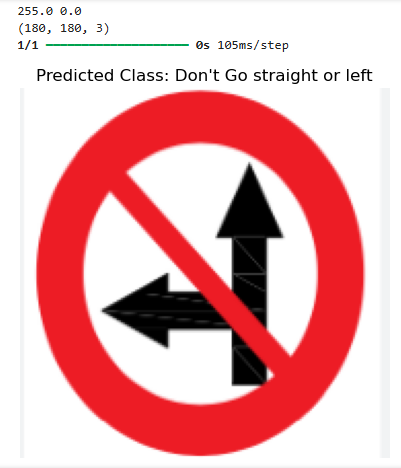 255.0 0.0
(180, 180, 3)
1/1 ━━━━━━━━━━━━━━━━━━━━ 0s 105ms/step
Predicted Class: Don't Go straight or left